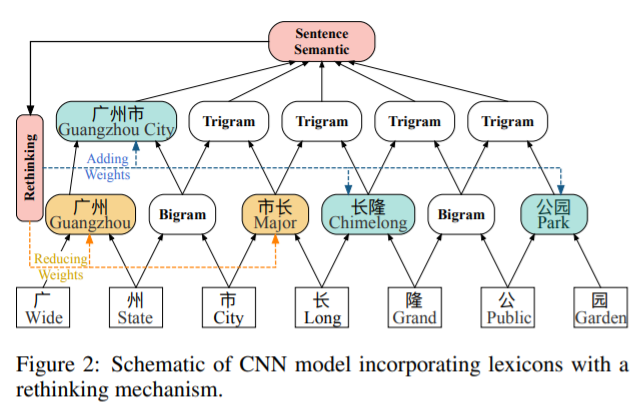 Sentence
Semantic
广州市
Guangzhou City
Trigram
Trigram
Trigram
Trigram
Rethinking
Adding
Weights
广州
Guangzhou
Bigram
市长
Major
长隆
Chimelong
Bigram
公园
Park
Reducing
Weights
广
Wide
州
State
市
City
长
Long
隆
Grand
公
Public
园
Garden
Figure 2: Schematic of CNN model incorporating lexicons with a
rethinking mechanism.